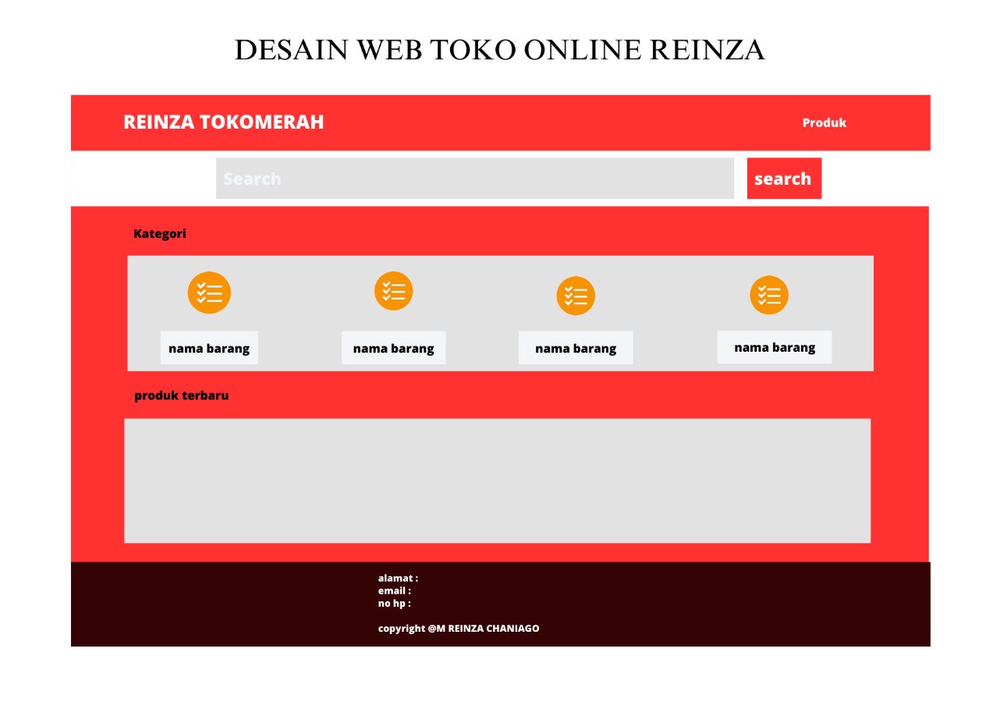 DESAIN WEB TOKO ONLINE REINZA
REINZA TOKOMERAH
Produk
Search
search
Kategori
nama barang
nama barang
nama barang
nama barang
produk terbaru
alamat :
email :
no hp :
copyright @M REINZA CHANIAGO